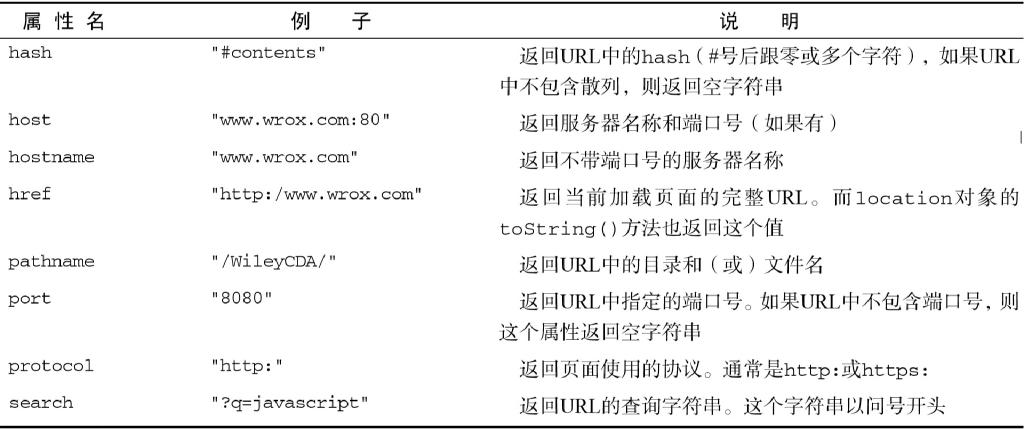 属性名 例子 说明
hash "#contents" 返回URL中的hash（#号后跟零或多个字符），如果URL
中不包含散列，则返回空字符串
host "www.wrox.com:80" 返回服务器名称和端口号（如果有）
hostname "www.wrox.com" 返回不带端口号的服务器名称
href "http:/www.wrox.com" 返回当前加载页面的完整URL。而location对象的
toString()方法也返回这个值
pathname "/WileyCDA/" 返回URL中的目录和（或）文件名
port "8080" 返回URL中指定的端口号。如果URL中不包含端口号，则
这个属性返回空字符串
protocol "http:" 返回页面使用的协议。通常是http:或https:
search "?q=javascript" 返回URL的查询字符串。这个字符串以问号开头